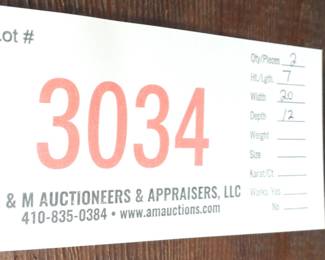 Lot #
3034
& M AUCTIONEERS & APPRAISERS, LLC
410-835-0384 • www.amauctions.com
Qty/Pieces 2
Ht./Lgth. 7
Width 20
Depth 12
Weight
Size
Karat/Ct
Works: Yes
No